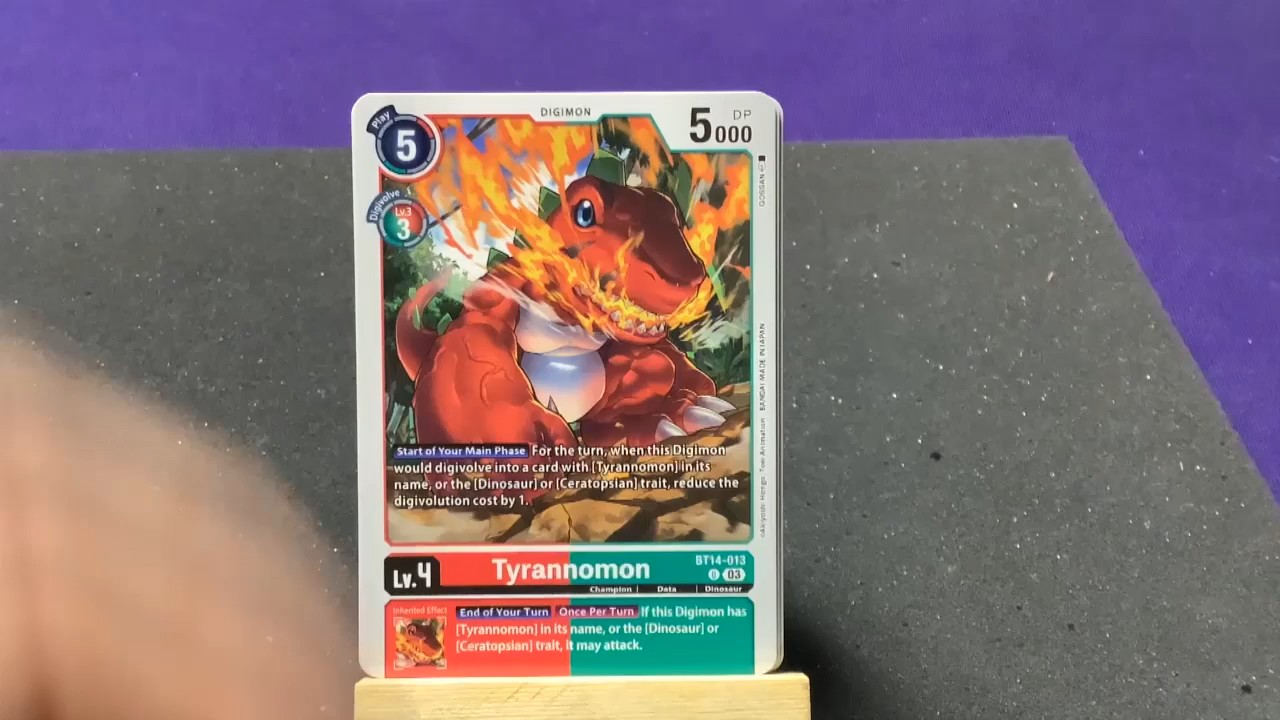 Play
5
DIGIMON
DP
5000
Digivolve
Lv.3
3
GOSSAN
BANDAI MADE IN JAPAN
Start of Your Main Phase For the turn, when this Digimon
would digivolve into a card with [Tyrannomon] in its
name, or the [Dinosaur] or [Ceratopsian] trait, reduce the
digivolution cost by 1.
Lv.4
Tyrannomon
BT14-013
U 03
Champion | Data | Dinosaur
Inherited Effect
End of Your Turn Once Per Turn If this Digimon has
[Tyrannomon] in its name, or the [Dinosaur] or
[Ceratopsian] trait, it may attack.